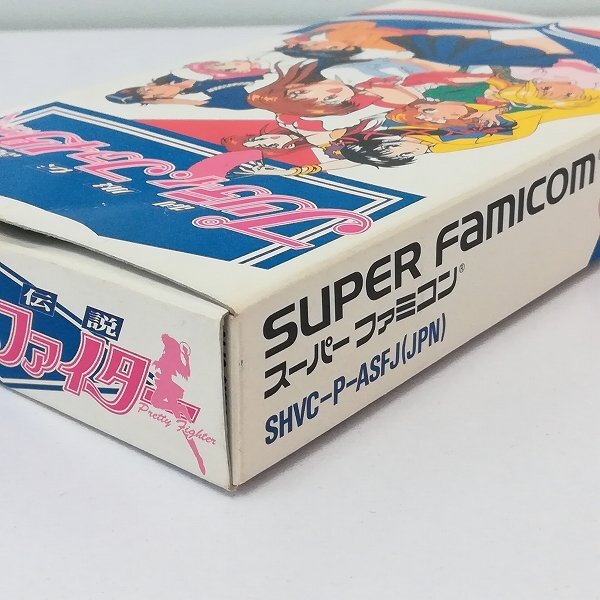 SUPER FAMICOM
スーパーファミコン®
SHVC-P-ASFJ(JPN)
伝説
ファイター
Pretty Fighter